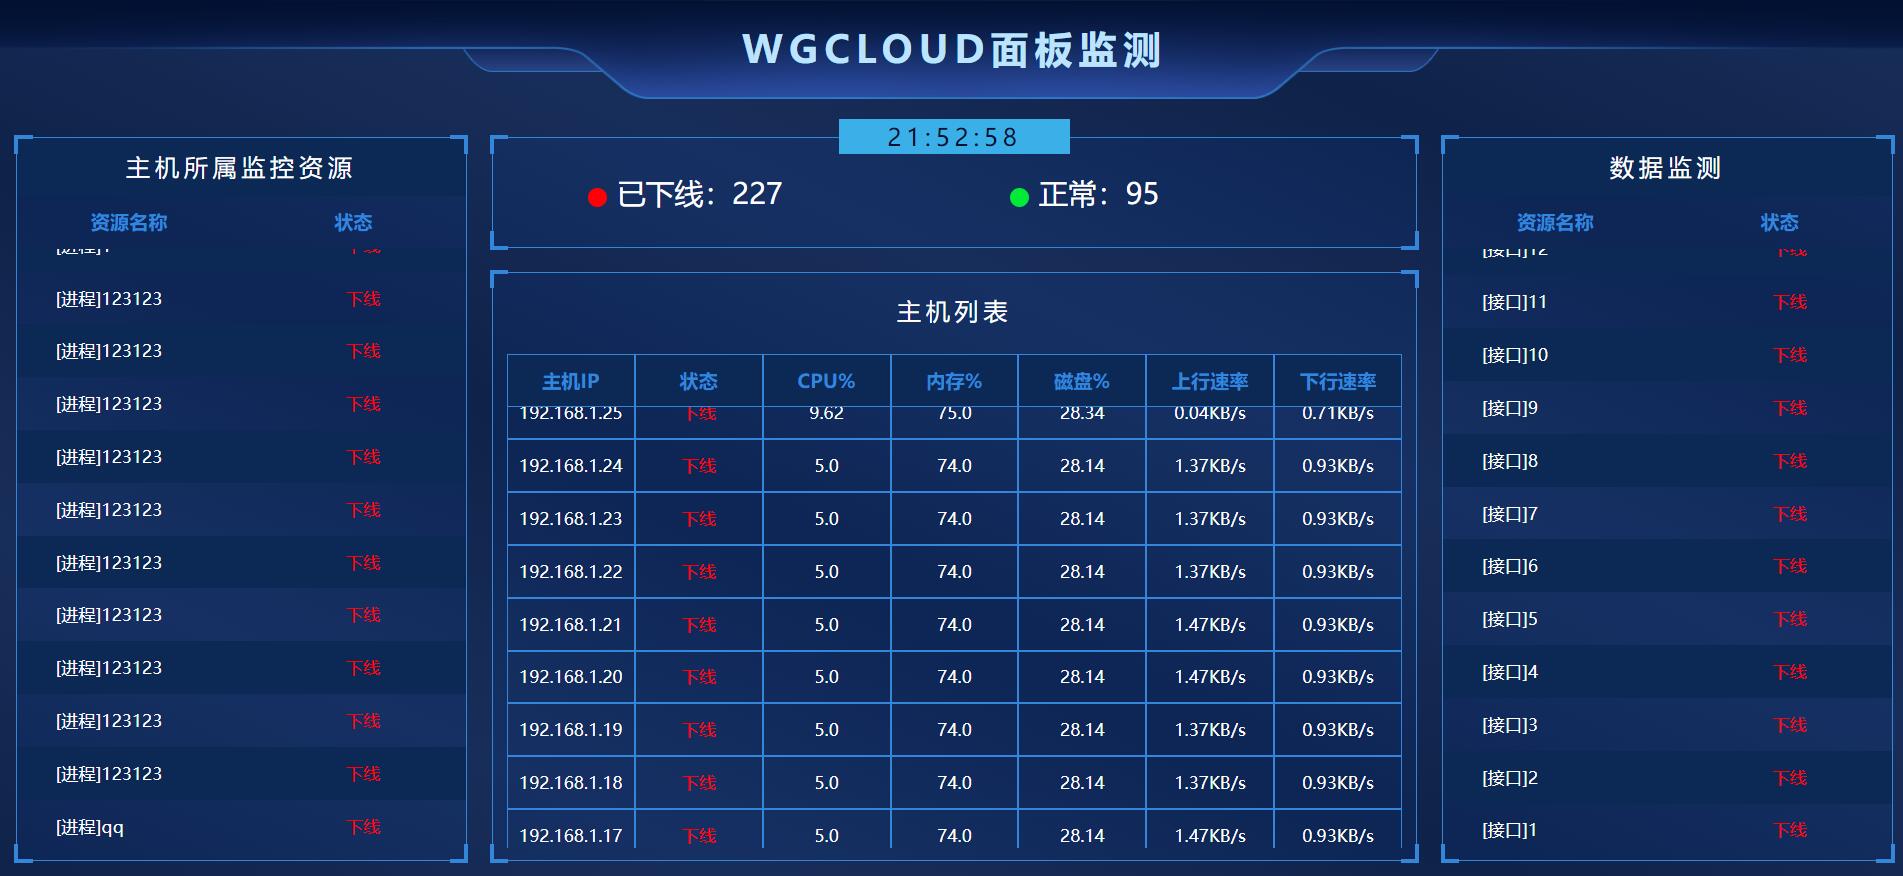 WGCLOUD面板监测
21:52:58
已下线：227 正常：95
主机所属监控资源
资源名称 状态
下线
[进程]123123 下线
[进程]123123 下线
[进程]123123 下线
[进程]123123 下线
[进程]123123 下线
[进程]123123 下线
[进程]123123 下线
[进程]123123 下线
[进程]123123 下线
[进程]123123 下线
[进程]qq 下线
主机列表
主机IP 状态 CPU% 内存% 磁盘% 上行速率 下行速率
192.168.1.25 下线 9.62 75.0 28.34 0.04KB/s 0.71KB/s
192.168.1.24 下线 5.0 74.0 28.14 1.37KB/s 0.93KB/s
192.168.1.23 下线 5.0 74.0 28.14 1.37KB/s 0.93KB/s
192.168.1.22 下线 5.0 74.0 28.14 1.37KB/s 0.93KB/s
192.168.1.21 下线 5.0 74.0 28.14 1.47KB/s 0.93KB/s
192.168.1.20 下线 5.0 74.0 28.14 1.47KB/s 0.93KB/s
192.168.1.19 下线 5.0 74.0 28.14 1.37KB/s 0.93KB/s
192.168.1.18 下线 5.0 74.0 28.14 1.37KB/s 0.93KB/s
192.168.1.17 下线 5.0 74.0 28.14 1.47KB/s 0.93KB/s
数据监测
资源名称 状态
[接口]12 下线
[接口]11 下线
[接口]10 下线
[接口]9 下线
[接口]8 下线
[接口]7 下线
[接口]6 下线
[接口]5 下线
[接口]4 下线
[接口]3 下线
[接口]2 下线
[接口]1 下线